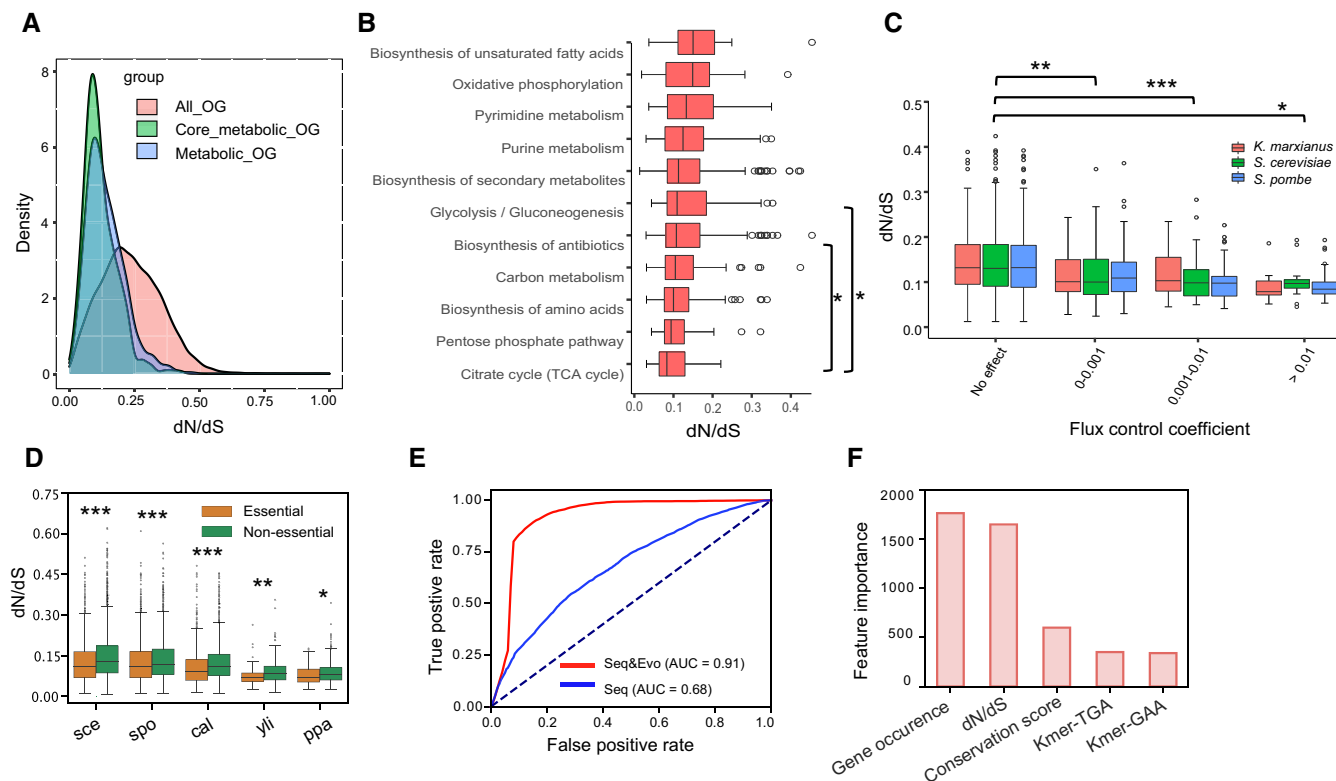 A
group
All_OG
Core_metabolic_OG
Metabolic_OG
Density
8
6
4
2
0
0.00
0.25
0.50
0.75
1.00
dN/dS
B
Biosynthesis of unsaturated fatty acids
Oxidative phosphorylation
Pyrimidine metabolism
Purine metabolism
Biosynthesis of secondary metabolites
Glycolysis / Gluconeogenesis
Biosynthesis of antibiotics
Carbon metabolism
Biosynthesis of amino acids
Pentose phosphate pathway
Citrate cycle (TCA cycle)
*
*
0.0
0.1
0.2
0.3
0.4
dN/dS
C
**
***
*
K. marxianus
S. cerevisiae
S. pombe
dN/dS
0.5
0.4
0.3
0.2
0.1
0.0
No effect
0-0.001
0.001-0.01
> 0.01
Flux control coefficient
D
Essential
Non-essential
***
***
***
**
*
dN/dS
0.75
0.60
0.45
0.30
0.15
0.00
sce
spo
cal
yli
ppa
E
True postive rate
1.00
0.75
0.50
0.25
0.00
Seq&Evo (AUC = 0.91)
Seq (AUC = 0.68)
0.0
0.2
0.4
0.6
0.8
1.0
False positive rate
F
Feature importance
2000
1500
1000
500
0
Gene occurence
dN/dS
Conservation score
Kmer-TGA
Kmer-GAA